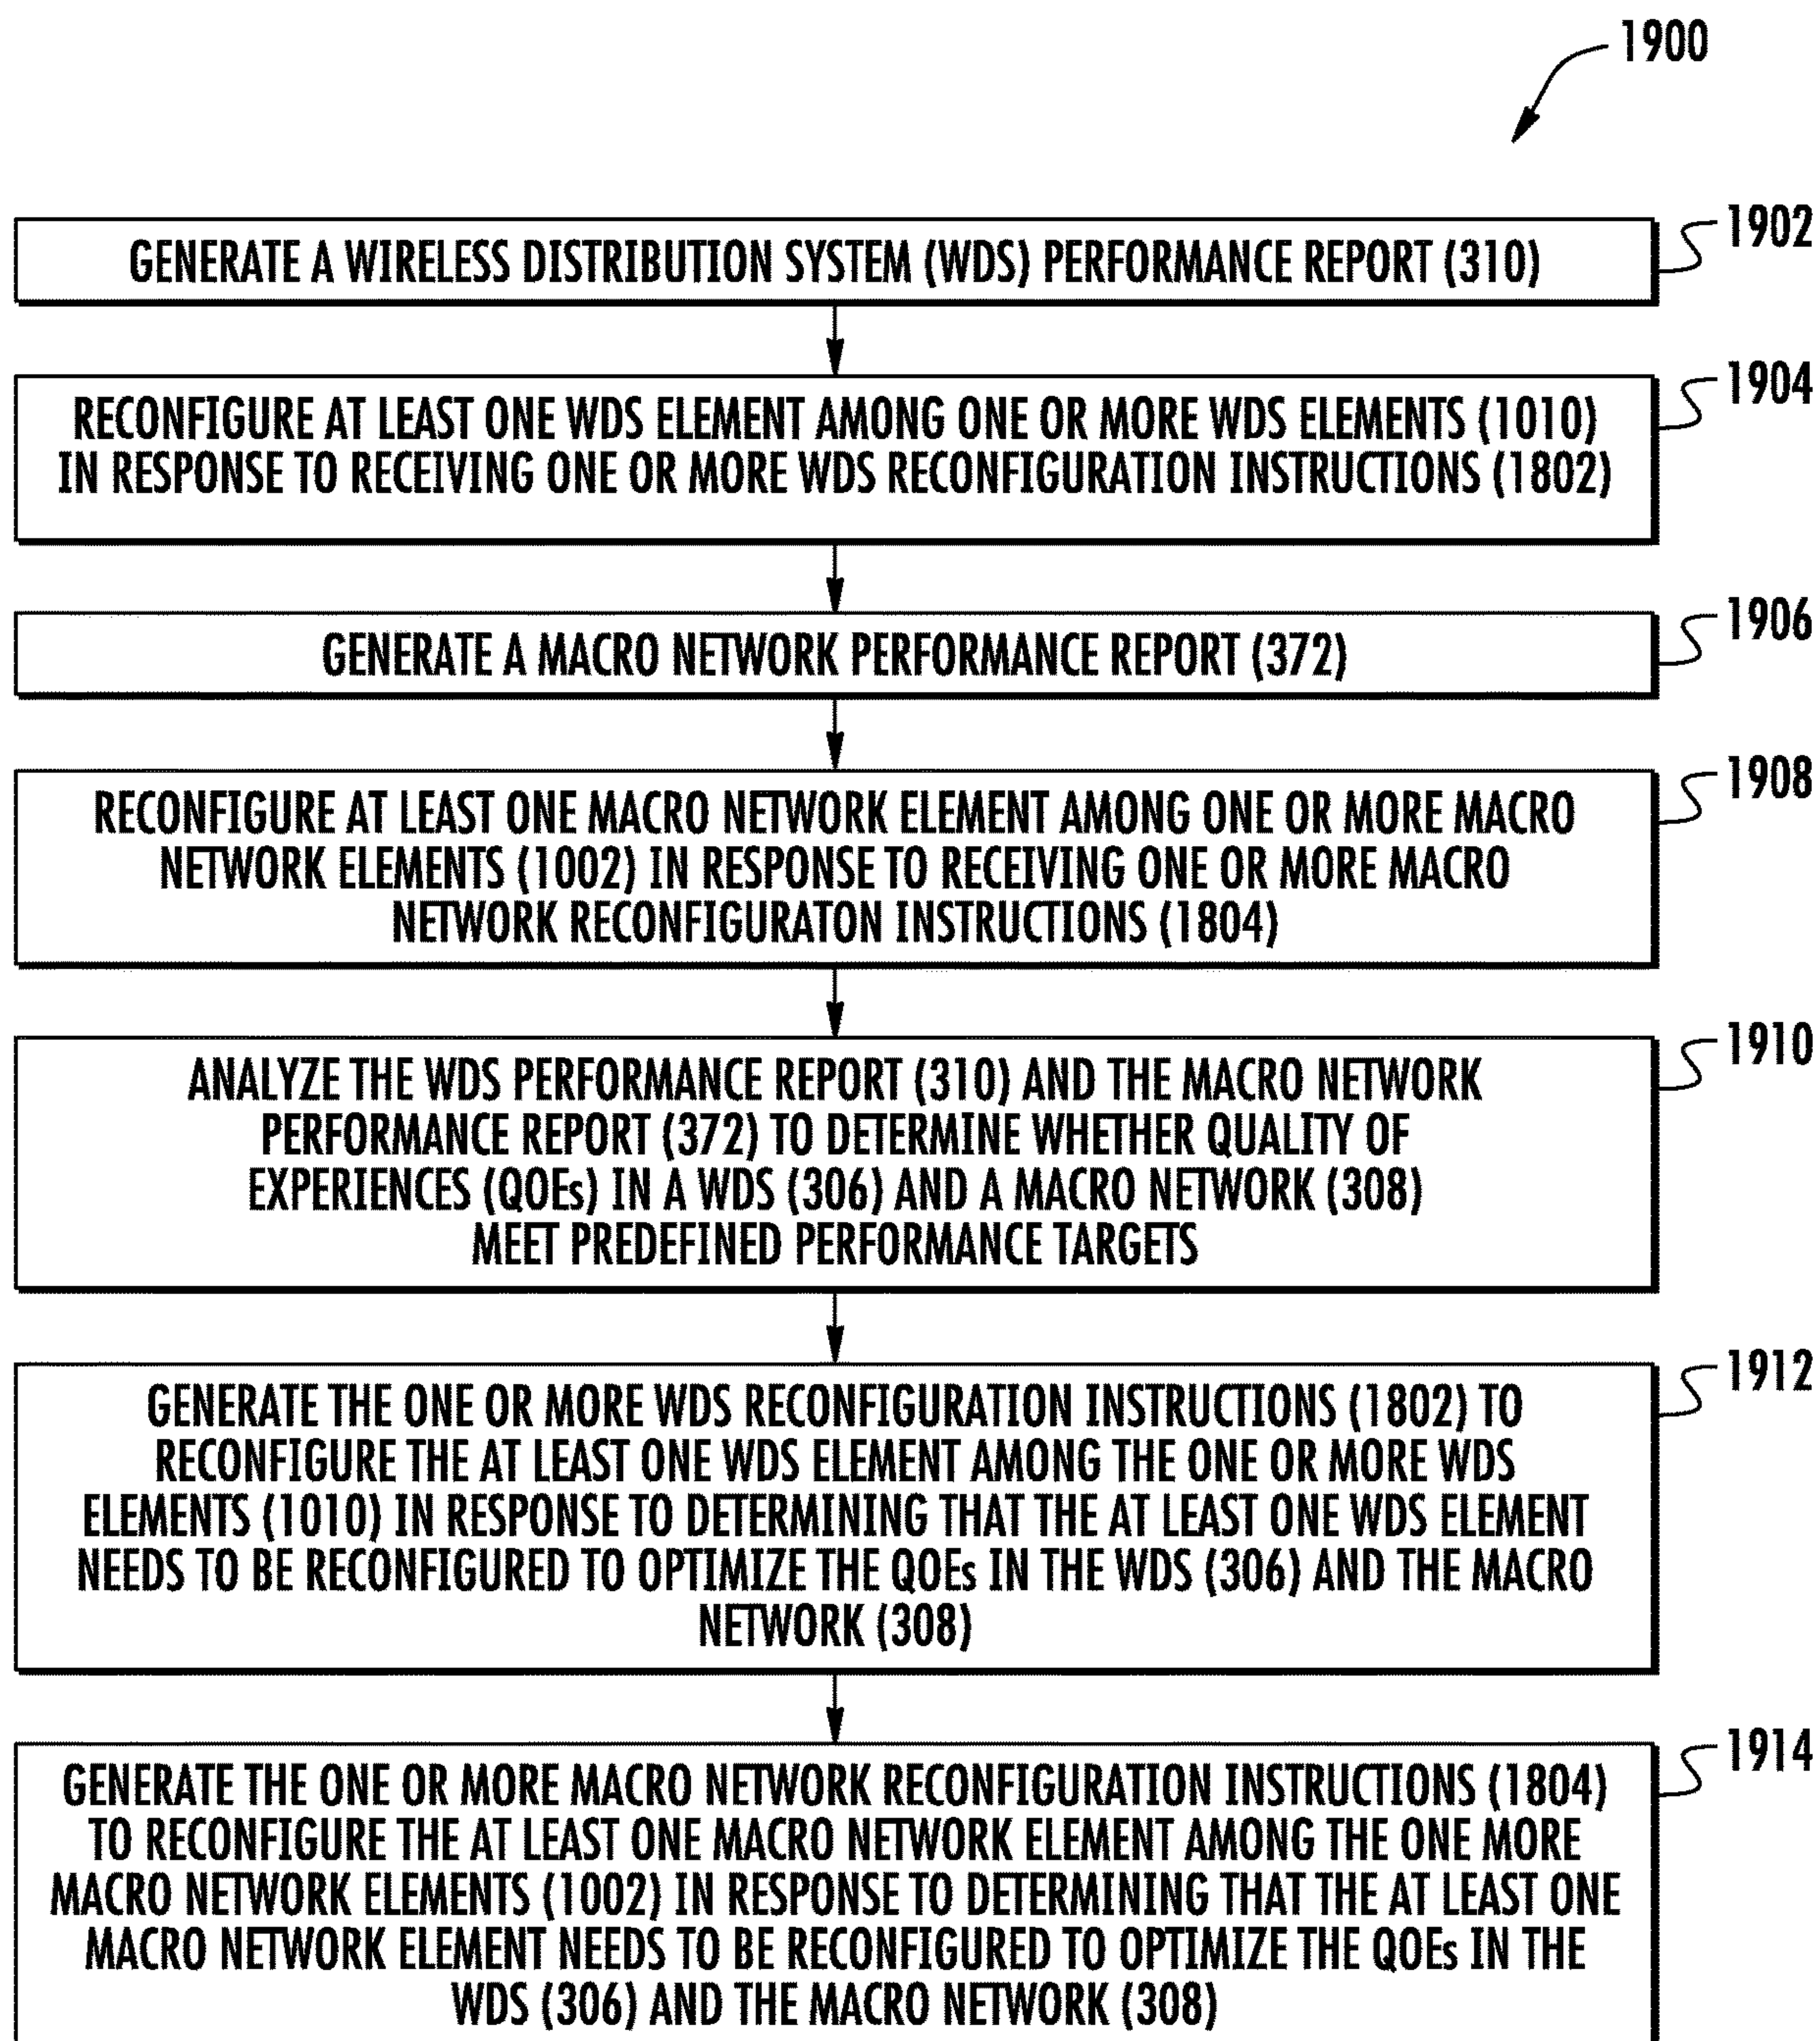 1900
GENERATE A WIRELESS DISTRIBUTION SYSTEM (WDS) PERFORMANCE REPORT (310)
1902
RECONFIGURE AT LEAST ONE WDS ELEMENT AMONG ONE OR MORE WDS ELEMENTS (1010)
IN RESPONSE TO RECEIVING ONE OR MORE WDS RECONFIGURATION INSTRUCTIONS (1802)
1904
GENERATE A MACRO NETWORK PERFORMANCE REPORT (372)
1906
RECONFIGURE AT LEAST ONE MACRO NETWORK ELEMENT AMONG ONE OR MORE MACRO
NETWORK ELEMENTS (1002) IN RESPONSE TO RECEIVING ONE OR MORE MACRO
NETWORK RECONFIGURATON INSTRUCTIONS (1804)
1908
ANALYZE THE WDS PERFORMANCE REPORT (310) AND THE MACRO NETWORK
PERFORMANCE REPORT (372) TO DETERMINE WHETHER QUALITY OF
EXPERIENCES (QOEs) IN A WDS (306) AND A MACRO NETWORK (308)
MEET PREDEFINED PERFORMANCE TARGETS
1910
GENERATE THE ONE OR MORE WDS RECONFIGURATION INSTRUCTIONS (1802) TO
RECONFIGURE THE AT LEAST ONE WDS ELEMENT AMONG THE ONE OR MORE WDS
ELEMENTS (1010) IN RESPONSE TO DETERMINING THAT THE AT LEAST ONE WDS ELEMENT
NEEDS TO BE RECONFIGURED TO OPTIMIZE THE QOEs IN THE WDS (306) AND THE MACRO
NETWORK (308)
1912
GENERATE THE ONE OR MORE MACRO NETWORK RECONFIGURATION INSTRUCTIONS (1804)
TO RECONFIGURE THE AT LEAST ONE MACRO NETWORK ELEMENT AMONG THE ONE MORE
MACRO NETWORK ELEMENTS (1002) IN RESPONSE TO DETERMINING THAT THE AT LEAST ONE
MACRO NETWORK ELEMENT NEEDS TO BE RECONFIGURED TO OPTIMIZE THE QOEs IN THE
WDS (306) AND THE MACRO NETWORK (308)
1914